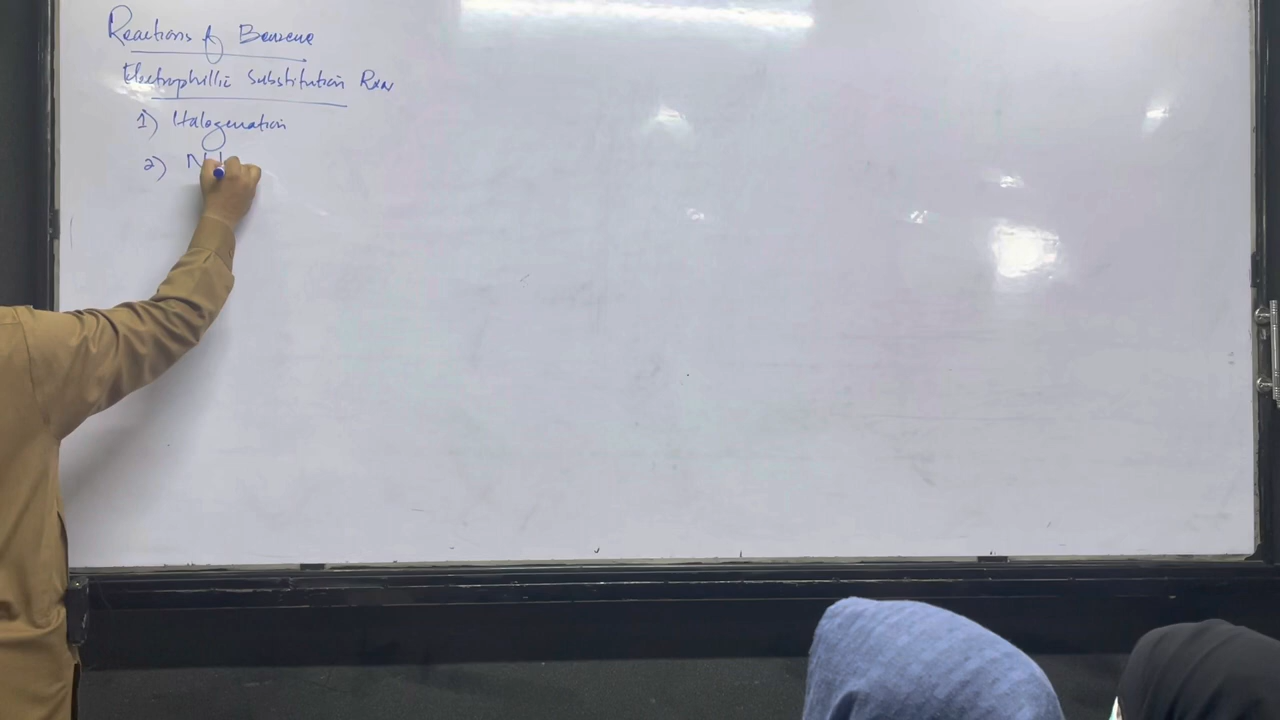 Reactions of Benzene
Electrophillic Substitution Rxn
1) Halogenation
2) N